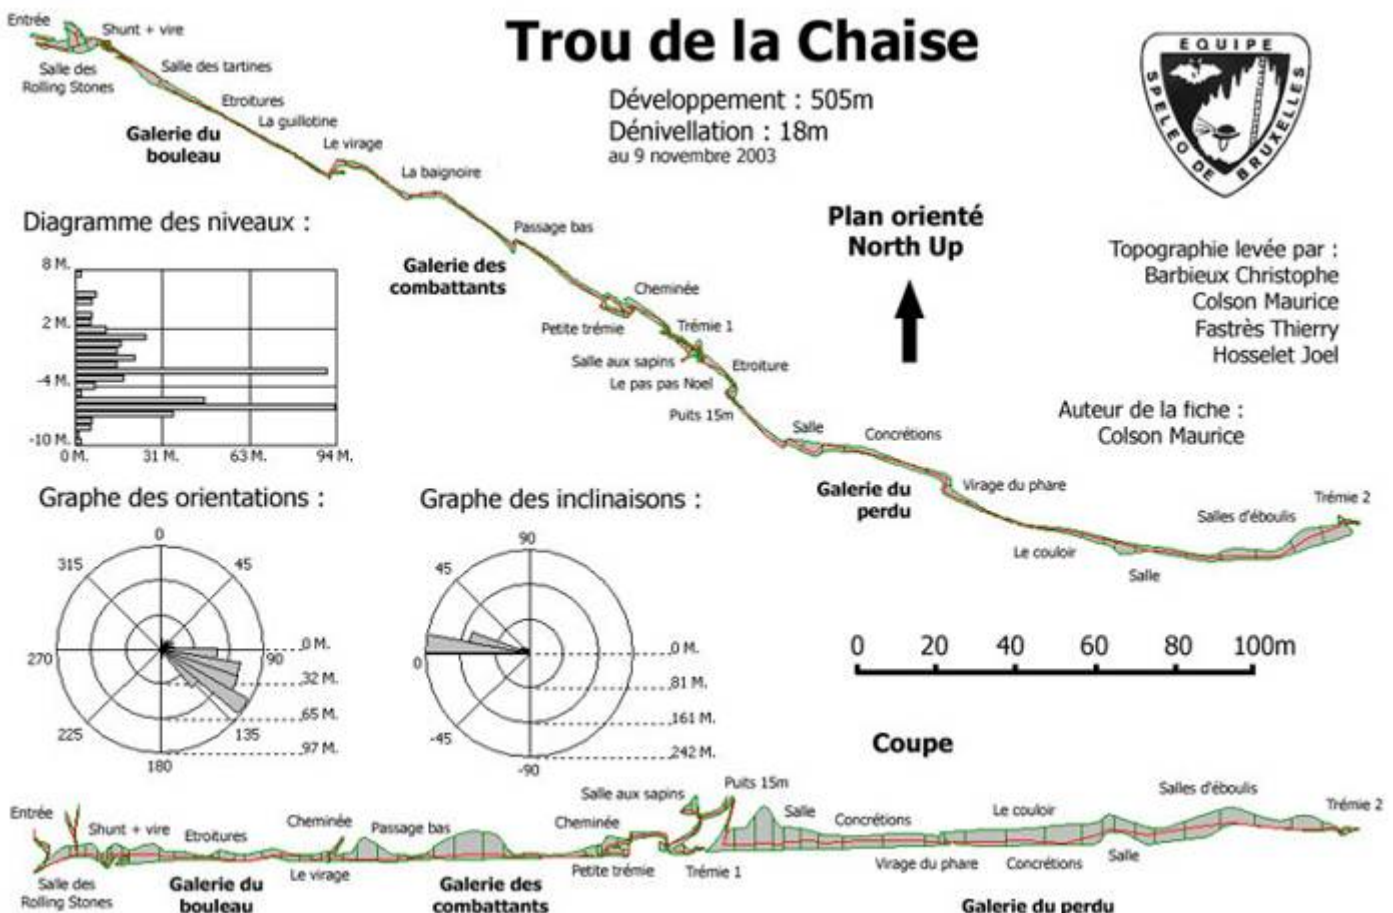 Trou de la Chaise
Développement : 505m
Dénivellation : 18m
au 9 novembre 2003
EQUIPE
SPELEO DE BRUXELLES
Entrée
Shunt + vire
Salle des
Rolling Stones
Salle des tartines
Etroitures
La guillotine
Galerie du
bouleau
Le virage
La baignoire
Passage bas
Galerie des
combattants
Cheminée
Petite trémie
Trémie 1
Salle aux sapins
Etroiture
Le pas pas Noel
Puits 15m
Salle
Concrétions
Galerie du
perdu
Virage du phare
Le couloir
Salle
Salles d'éboulis
Trémie 2
Plan orienté
North Up
Topographie levée par :
Barbieux Christophe
Colson Maurice
Fastrès Thierry
Hosselet Joel
Auteur de la fiche :
Colson Maurice
Diagramme des niveaux :
8 M.
2 M.
-4 M.
-10 M.
0 M.
31 M.
63 M.
94 M.
Graphe des orientations :
0
45
90
135
180
225
270
315
0 M.
32 M.
65 M.
97 M.
Graphe des inclinaisons :
90
45
0
-45
-90
0 M.
81 M.
161 M.
242 M.
0 20 40 60 80 100m
Coupe
Entrée
Shunt + vire
Salle des
Rolling Stones
Etroitures
Galerie du
bouleau
Cheminée
Le virage
Passage bas
Galerie des
combattants
Cheminée
Petite trémie
Salle aux sapins
Trémie 1
Puits 15m
Salle
Concrétions
Virage du phare
Le couloir
Concrétions
Salle
Salles d'éboulis
Trémie 2
Galerie du perdu